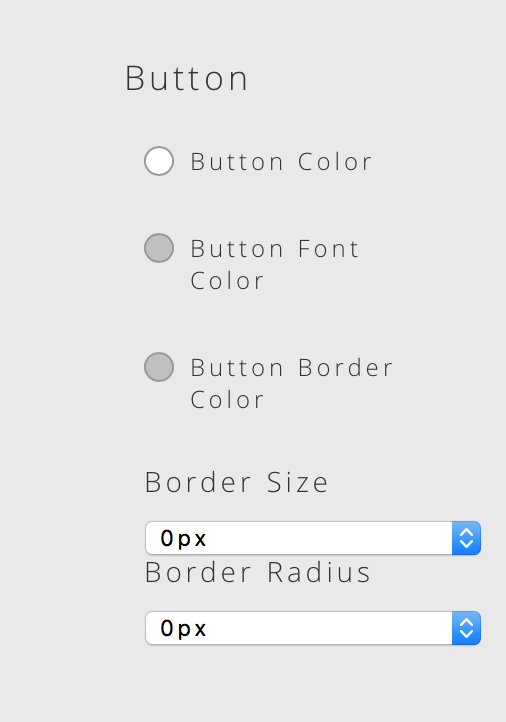 Button
Button Color
Button Font
Color
Button Border
Color
Border Size
0px
Border Radius
0px